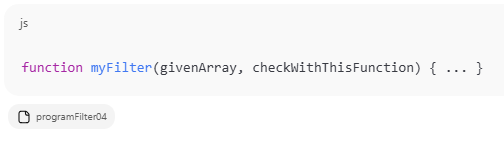 js
function myFilter(givenArray, checkWithThisFunction) { ... }
programFilter04